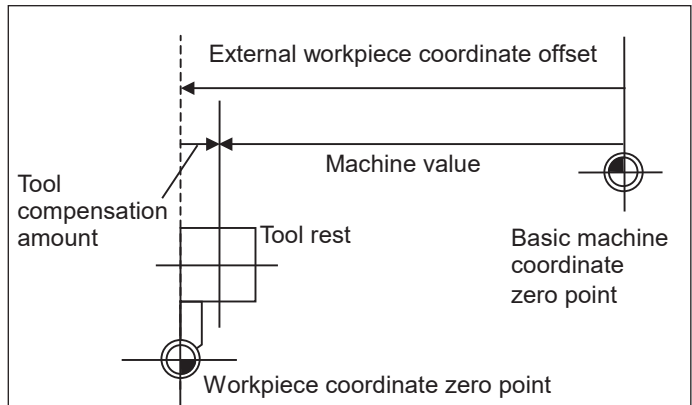 External workpiece coordinate offset
Machine value
Tool
compensation
amount
Tool rest
Basic machine
coordinate
zero point
Workpiece coordinate zero point